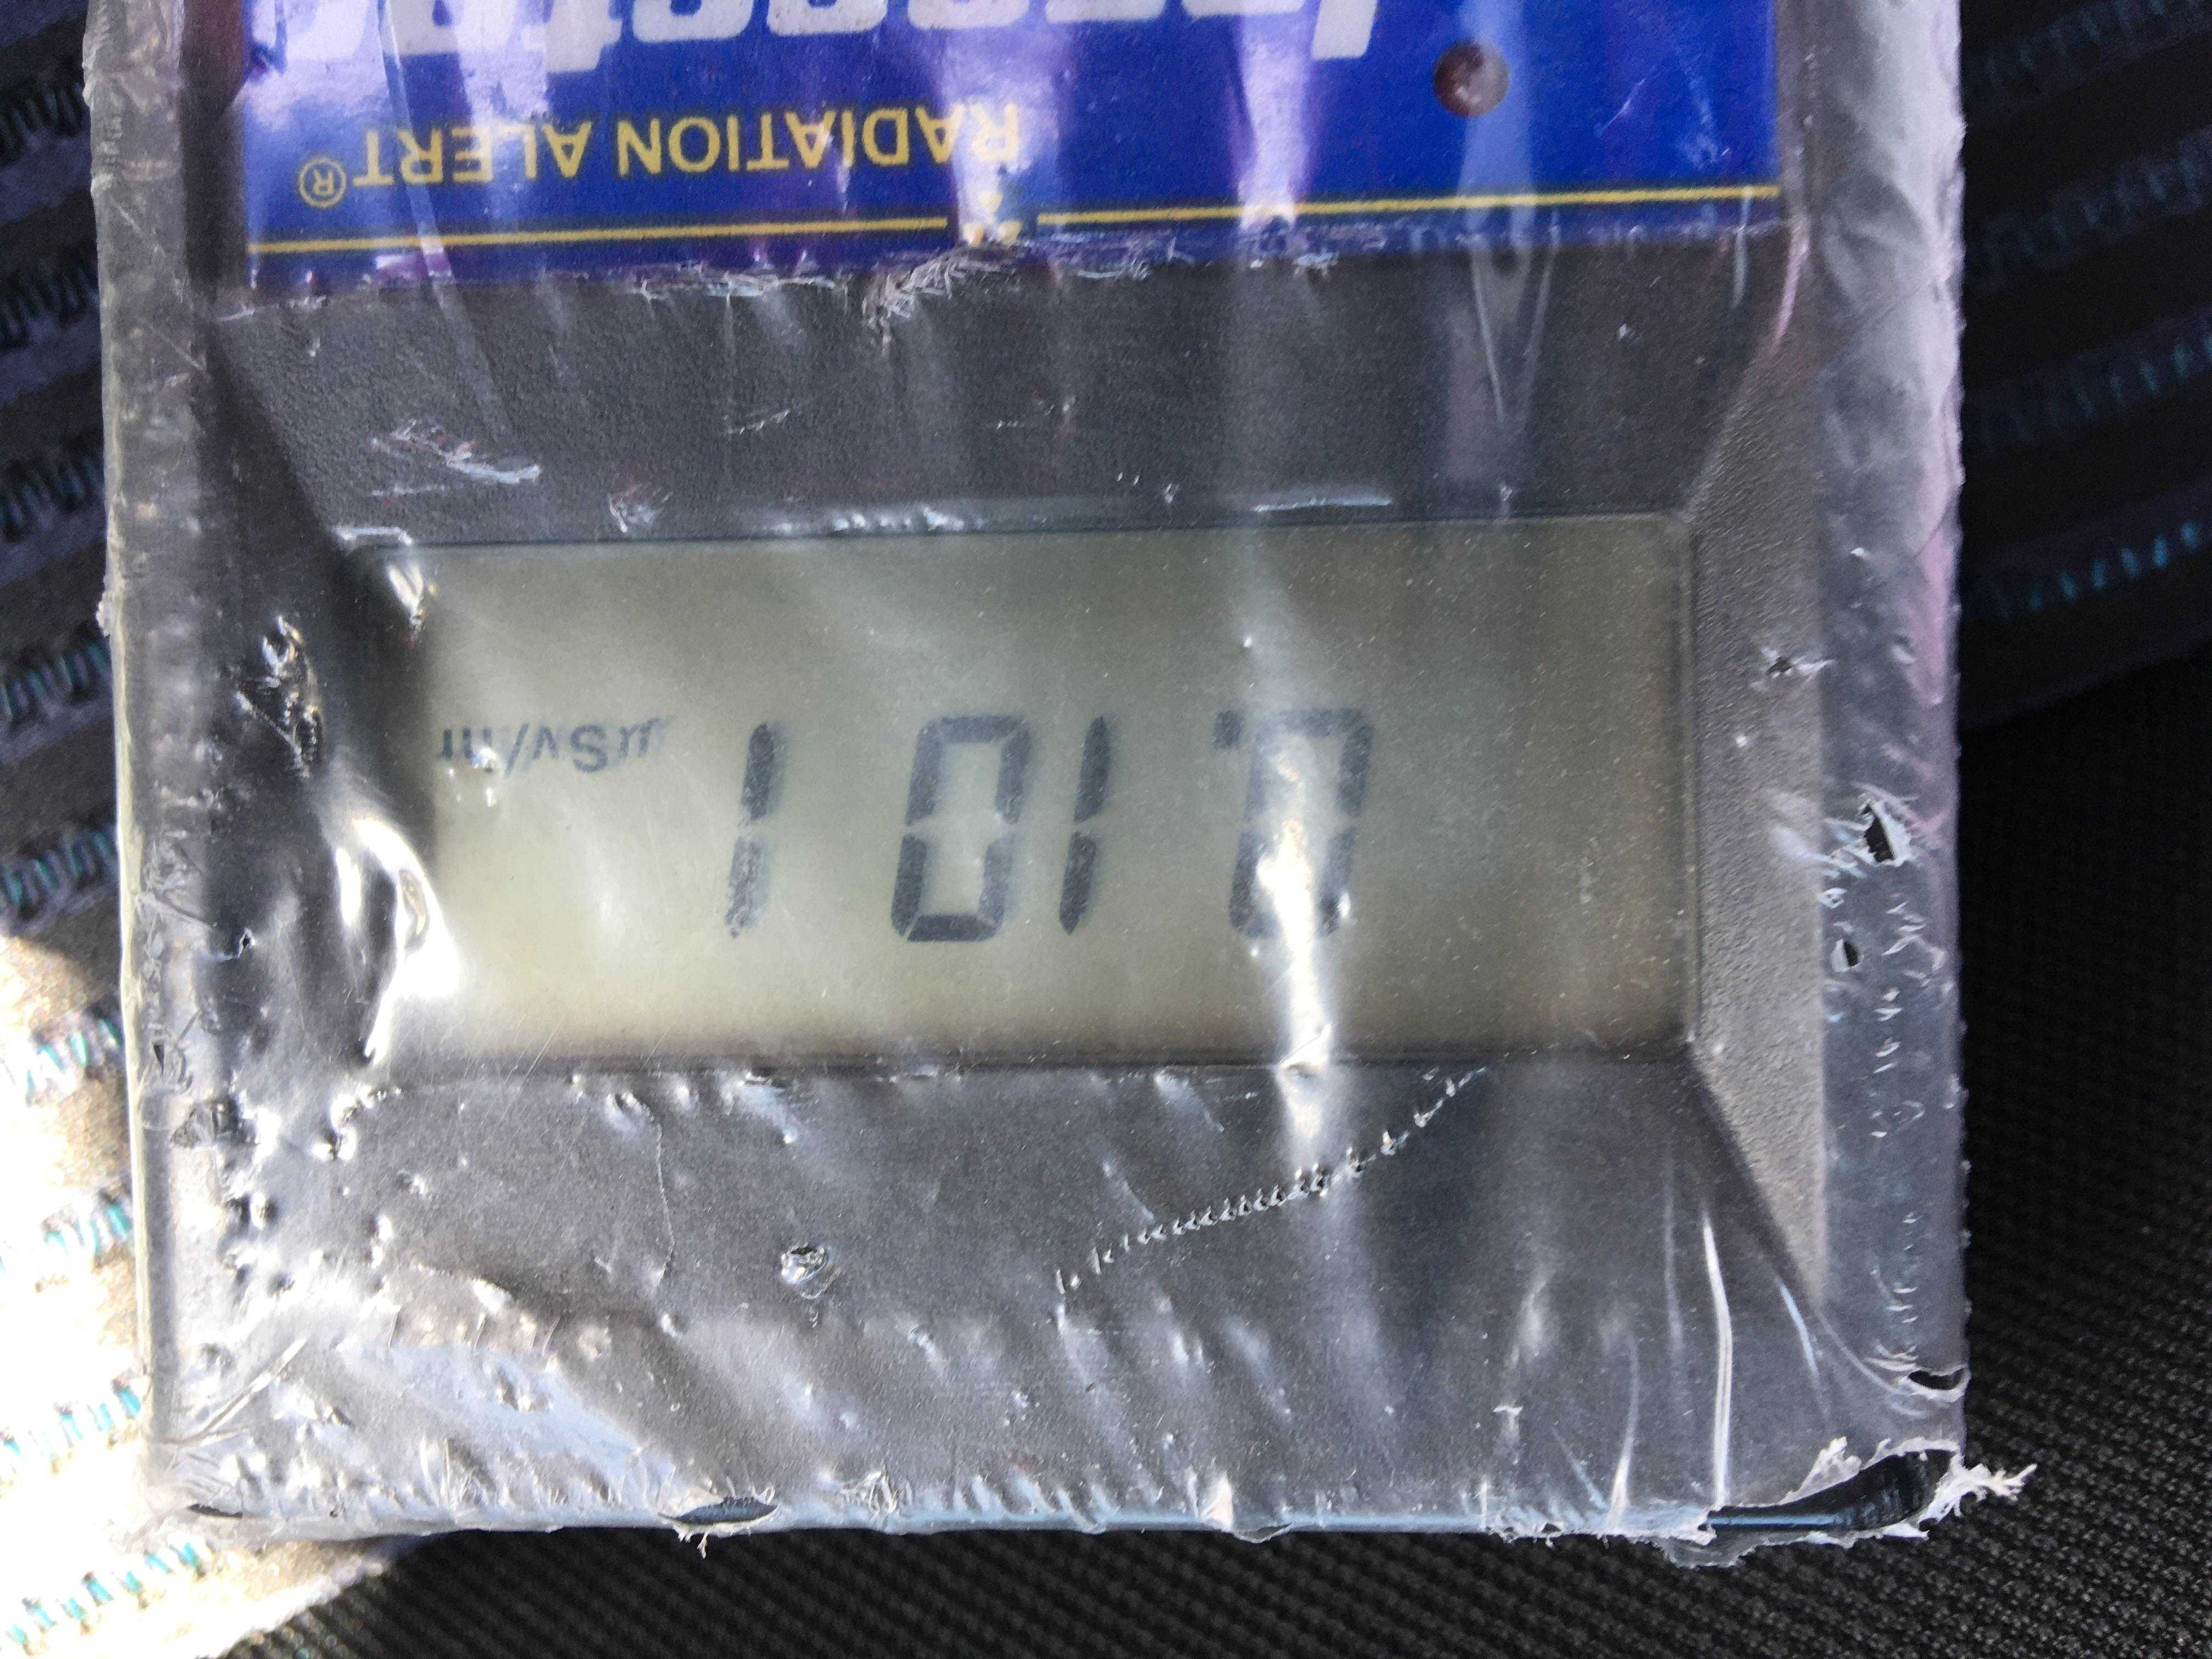 0.101 µSv/hr
RADIATION ALERT®